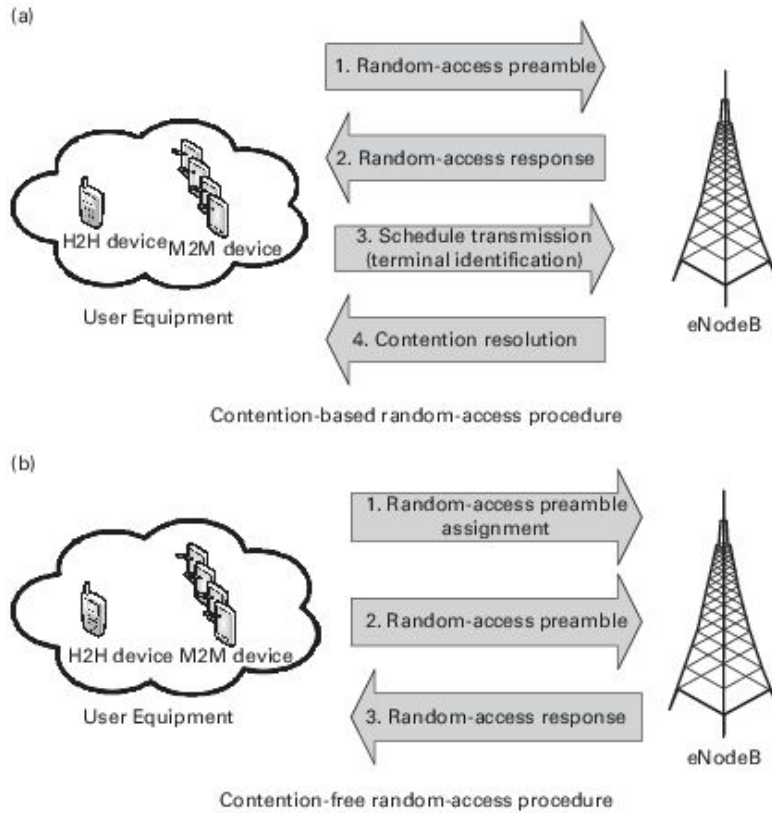 (a)
1. Random-access preamble
2. Random-access response
H2H device
M2M device
3. Schedule transmission
(terminal identification)
User Equipment
eNodeB
4. Contention resolution
Contention-based random-access procedure
(b)
1. Random-access preamble
assignment
2. Random-access preamble
H2H device
M2M device
User Equipment
3. Random-access response
eNodeB
Contention-free random-access procedure